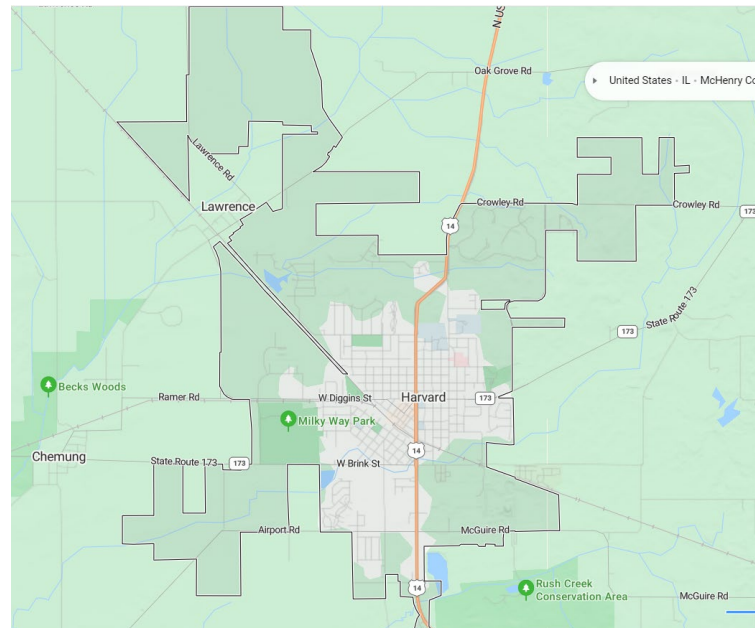 N US
Oak Grove Rd
United States - IL - McHenry Co
Lawrence Rd
Lawrence
Crowley Rd
Crowley Rd
173
14
State Route 173
173
Becks Woods
Ramer Rd
W Diggins St
Harvard
173
Milky Way Park
Chemung
State Route 173
173
14
W Brink St
Airport Rd
McGuire Rd
14
Rush Creek
Conservation Area
McGuire Rd